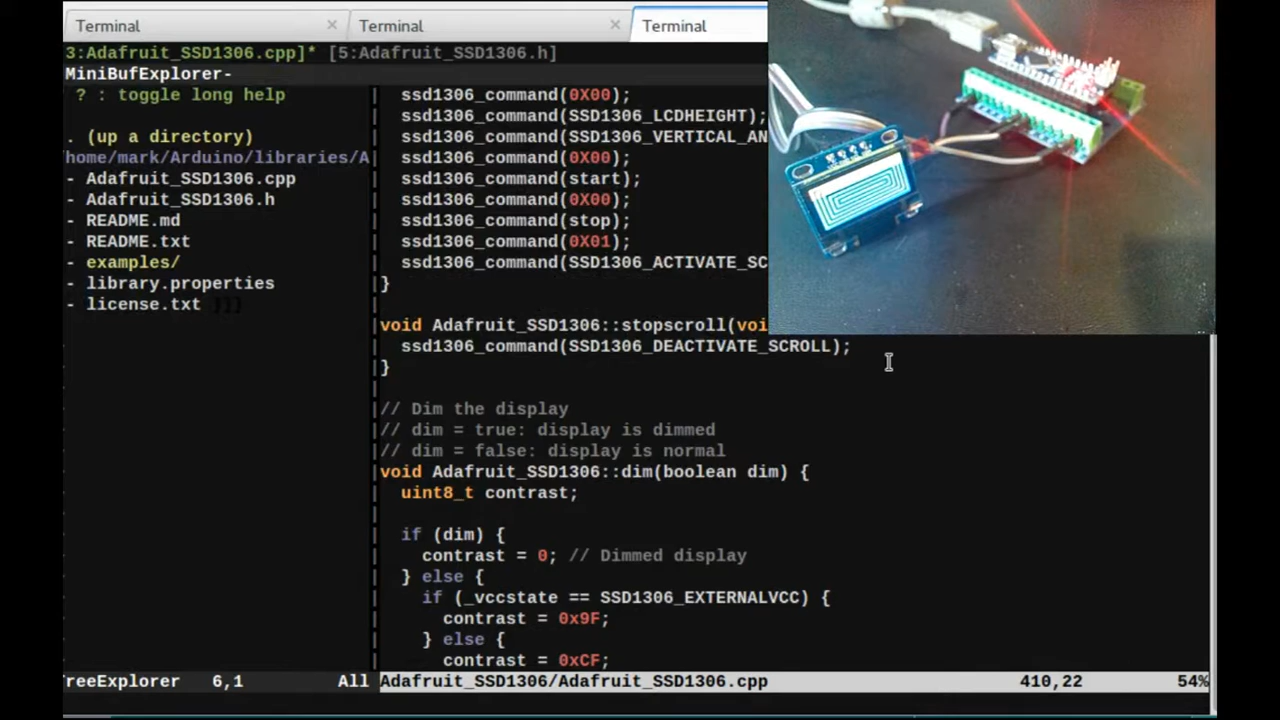 Terminal × Terminal × Terminal
3:Adafruit_SSD1306.cpp]* [5:Adafruit_SSD1306.h]
MiniBufExplorer-
? : toggle long help
. (up a directory)
home/mark/Arduino/libraries/A
- Adafruit_SSD1306.cpp
- Adafruit_SSD1306.h
- README.md
- README.txt
- examples/
- library.properties
- license.txt
ssd1306_command(0X00);
ssd1306_command(SSD1306_LCDHEIGHT);
ssd1306_command(SSD1306_VERTICAL_AN
ssd1306_command(0X00);
ssd1306_command(start);
ssd1306_command(0X00);
ssd1306_command(stop);
ssd1306_command(0X01);
ssd1306_command(SSD1306_ACTIVATE_SC
}
void Adafruit_SSD1306::stopscroll(voi
ssd1306_command(SSD1306_DEACTIVATE_SCROLL);
}
// Dim the display
// dim = true: display is dimmed
// dim = false: display is normal
void Adafruit_SSD1306::dim(boolean dim) {
uint8_t contrast;
if (dim) {
contrast = 0; // Dimmed display
} else {
if (_vccstate == SSD1306_EXTERNALVCC) {
contrast = 0x9F;
} else {
contrast = 0xCF;
reeExplorer 6,1 All Adafruit_SSD1306/Adafruit_SSD1306.cpp 410,22 54%